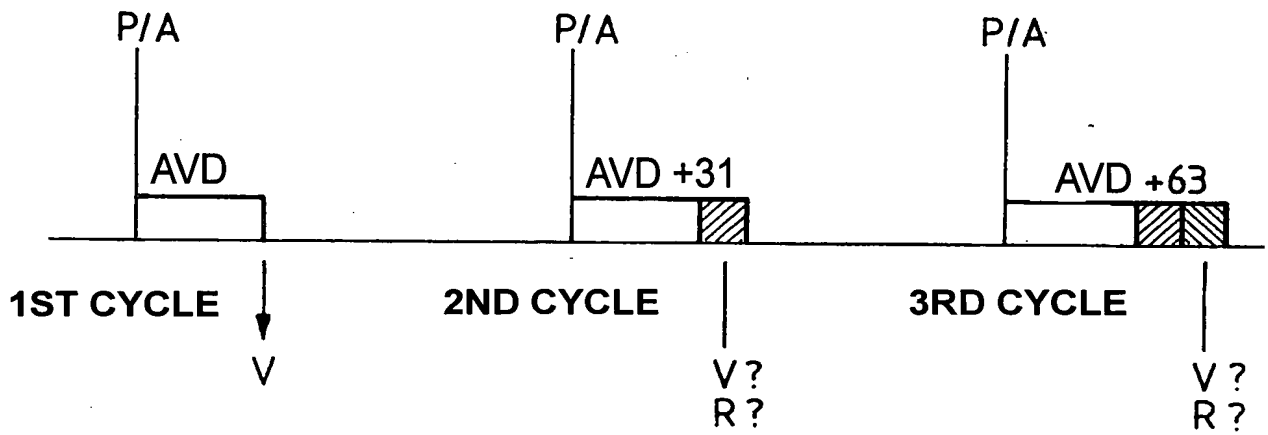 P/A
P/A
P/A
AVD
AVD +31
AVD +63
1ST CYCLE
2ND CYCLE
3RD CYCLE
V
V ?
R ?
V ?
R ?